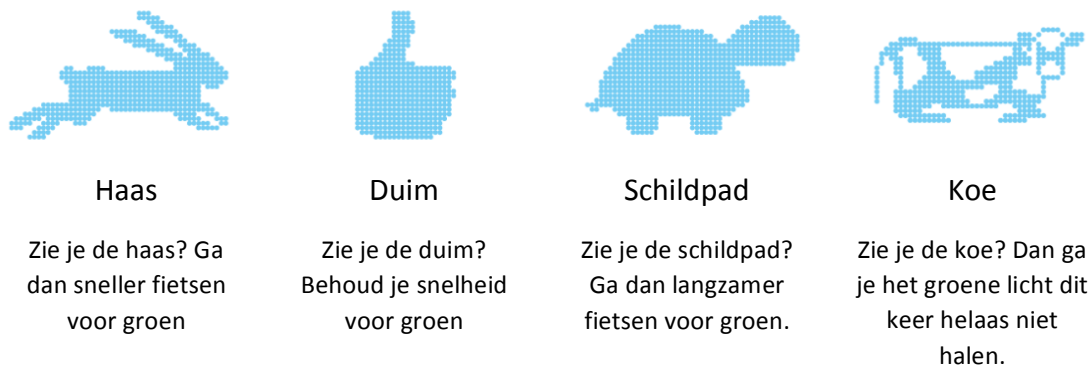 Haas
Zie je de haas? Ga
dan sneller fietsen
voor groen
Duim
Zie je de duim?
Behoud je snelheid
voor groen
Schildpad
Zie je de schildpad?
Ga dan langzamer
fietsen voor groen.
Koe
Zie je de koe? Dan ga
je het groene licht dit
keer helaas niet
halen.